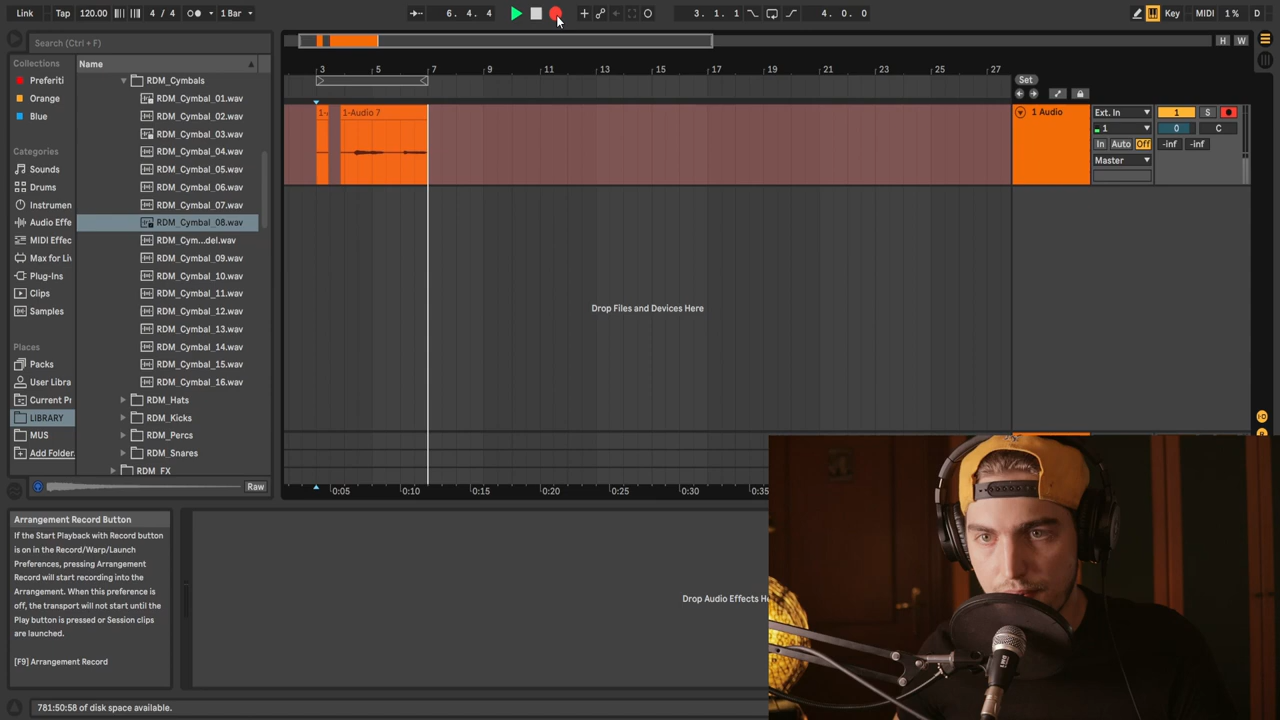 Link
Tap
120.00
4 / 4
1 Bar
6. 4. 4
3. 1. 1
4. 0. 0
Key
MIDI
1 %
D
Search (Ctrl + F)
H
W
Collections
Preferiti
Orange
Blue
Categories
Sounds
Drums
Instrumen
Audio Effe
MIDI Effec
Max for Liv
Plug-Ins
Clips
Samples
Places
Packs
User Libra
Current Pr
LIBRARY
MUS
Add Folder.
Name
RDM_Cymbals
RDM_Cymbal_01.wav
RDM_Cymbal_02.wav
RDM_Cymbal_03.wav
RDM_Cymbal_04.wav
RDM_Cymbal_05.wav
RDM_Cymbal_06.wav
RDM_Cymbal_07.wav
RDM_Cymbal_08.wav
RDM_Cym...del.wav
RDM_Cymbal_09.wav
RDM_Cymbal_10.wav
RDM_Cymbal_11.wav
RDM_Cymbal_12.wav
RDM_Cymbal_13.wav
RDM_Cymbal_14.wav
RDM_Cymbal_15.wav
RDM_Cymbal_16.wav
RDM_Hats
RDM_Kicks
RDM_Percs
RDM_Snares
RDM_FX
Raw
3
5
7
9
11
13
15
17
19
21
23
25
27
Set
1-Audio 7
1 Audio
Ext. In
1
In
Auto
Off
Master
1
S
0
C
-inf
-inf
Drop Files and Devices Here
0:05
0:10
0:15
0:20
0:25
0:30
0:35
Arrangement Record Button
If the Start Playback with Record button
is on in the Record/Warp/Launch
Preferences, pressing Arrangement
Record will start recording into the
Arrangement. When this preference is
off, the transport will not start until the
Play button is pressed or Session clips
are launched.
[F9] Arrangement Record
Drop Audio Effects He
781:50:58 of disk space available.